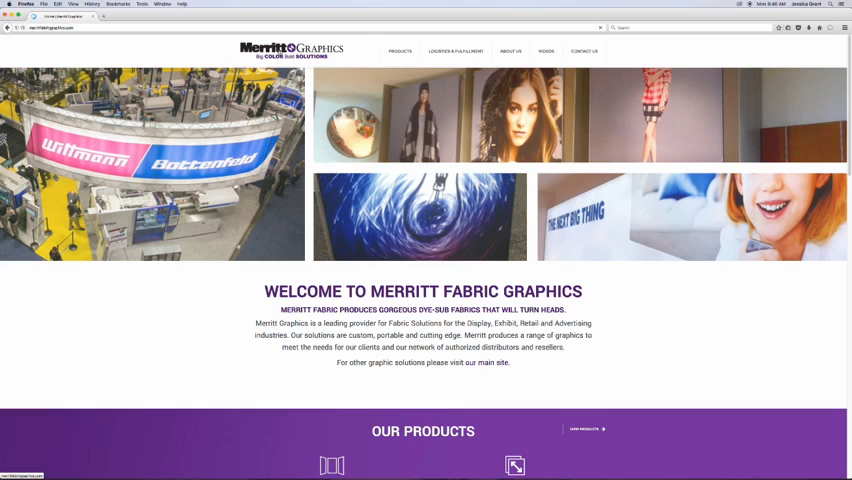 Firefox File Edit View History Bookmarks Tools Window Help
Mon 9:40 AM Jessica Grant
Home | Merritt Graphics
merrittfabricgraphics.com
Search
Merritt GRAPHICS
Big COLOR Bold SOLUTIONS
PRODUCTS
LOGISTICS & FULFILLMENT
ABOUT US
VIDEOS
CONTACT US
Wittmann Battenfeld
THE NEXT BIG THING
WELCOME TO MERRITT FABRIC GRAPHICS
MERRITT FABRIC PRODUCES GORGEOUS DYE-SUB FABRICS THAT WILL TURN HEADS.
Merritt Graphics is a leading provider for Fabric Solutions for the Display, Exhibit, Retail and Advertising
industries. Our solutions are custom, portable and cutting edge. Merritt produces a range of graphics to
meet the needs for our clients and our network of authorized distributors and resellers.
For other graphic solutions please visit our main site.
OUR PRODUCTS
VIEW PRODUCTS
merrittfabricgraphics.com